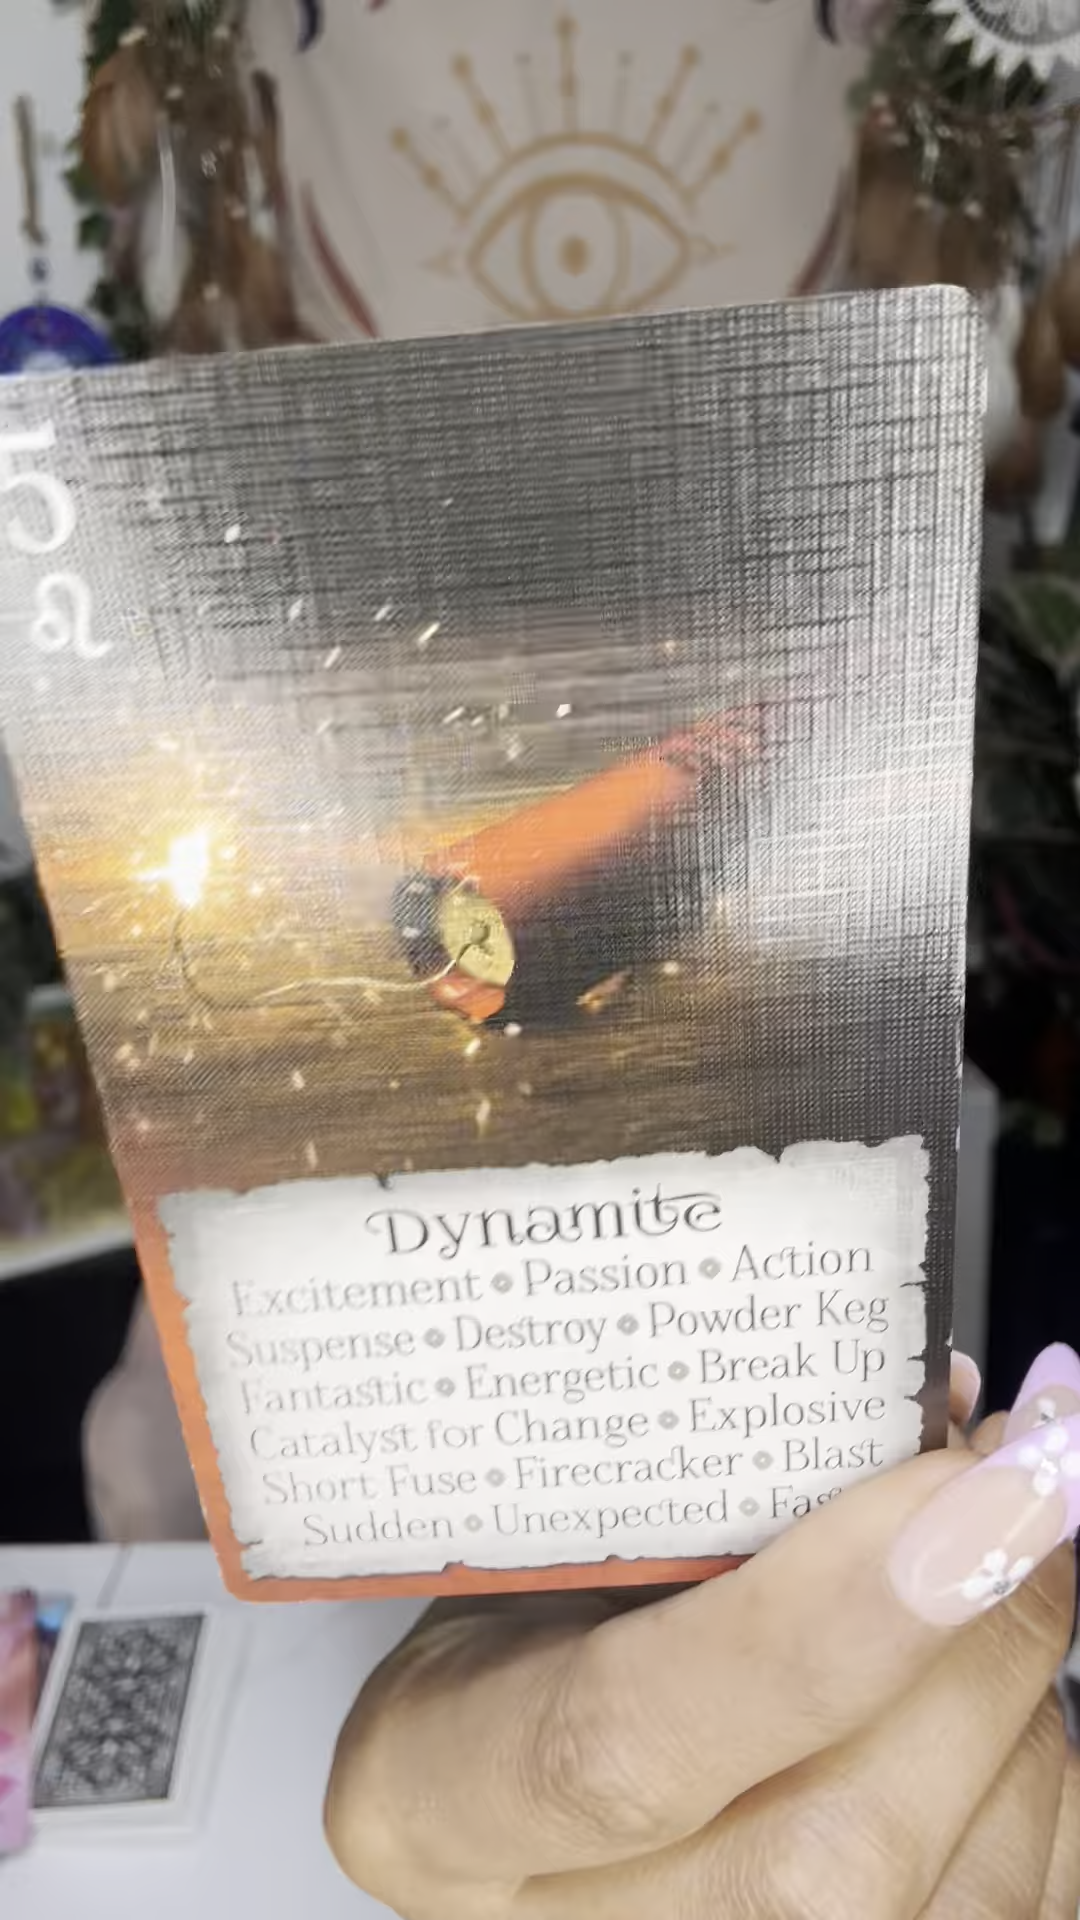 5
Dynamite
Excitement • Passion • Action
Suspense • Destroy • Powder Keg
Fantastic • Energetic • Break Up
Catalyst for Change • Explosive
Short Fuse • Firecracker • Blast
Sudden • Unexpected •